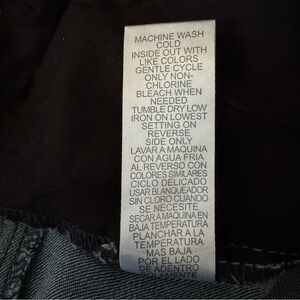 MACHINE WASH
COLD
INSIDE OUT WITH
LIKE COLORS
GENTLE CYCLE
ONLY NON-
CHLORINE
BLEACH WHEN
NEEDED
TUMBLE DRY LOW
IRON ON LOWEST
SETTING ON
REVERSE
SIDE ONLY
LAVAR A MAQUINA
CON AGUA FRIA
AL REVERSO CON
COLORES SIMILARES
CICLO DELICADO
USAR BLANQUEADOR
SIN CLORO CUANDO
SE NECESITE
SECAR A MAQUINA EN
BAJA TEMPERATURA
PLANCHAR A LA
TEMPERATURA
MAS BAJA
POR EL LADO
DE ADENTRO